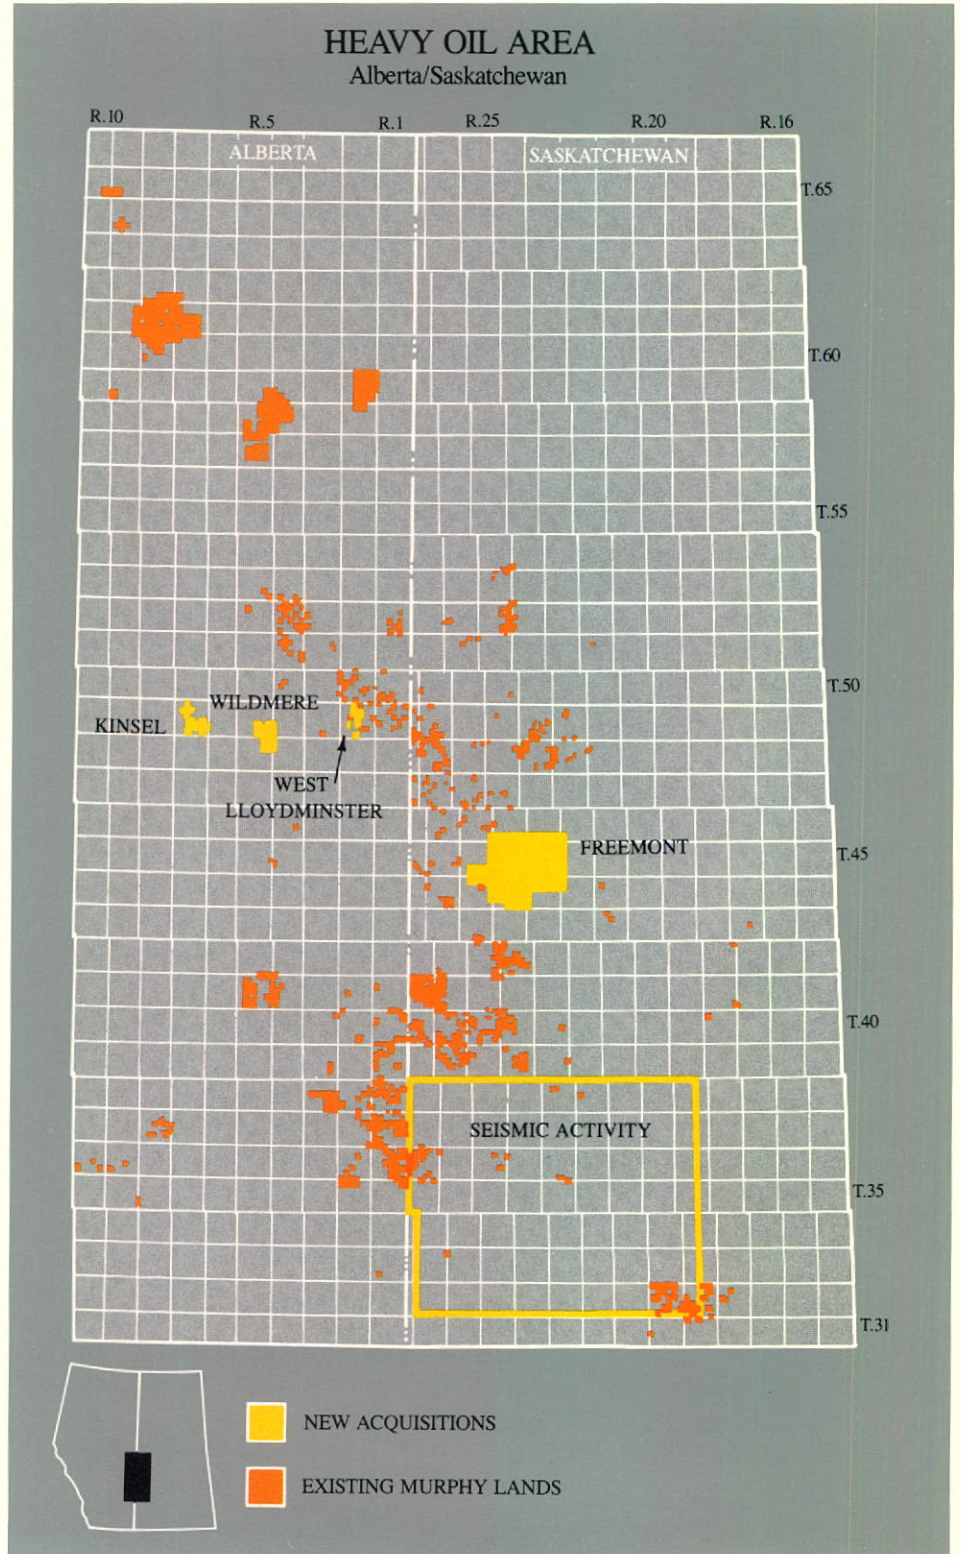 HEAVY OIL AREA
Alberta/Saskatchewan
R.10 R.5 R.1 R.25 R.20 R.16
ALBERTA SASKATCHEWAN
T.65
T.60
T.55
T.50
WILDMERE
KINSEL
WEST
LLOYDMINSTER
FREEMONT
T.45
T.40
SEISMIC ACTIVITY
T.35
T.31
NEW ACQUISITIONS
EXISTING MURPHY LANDS